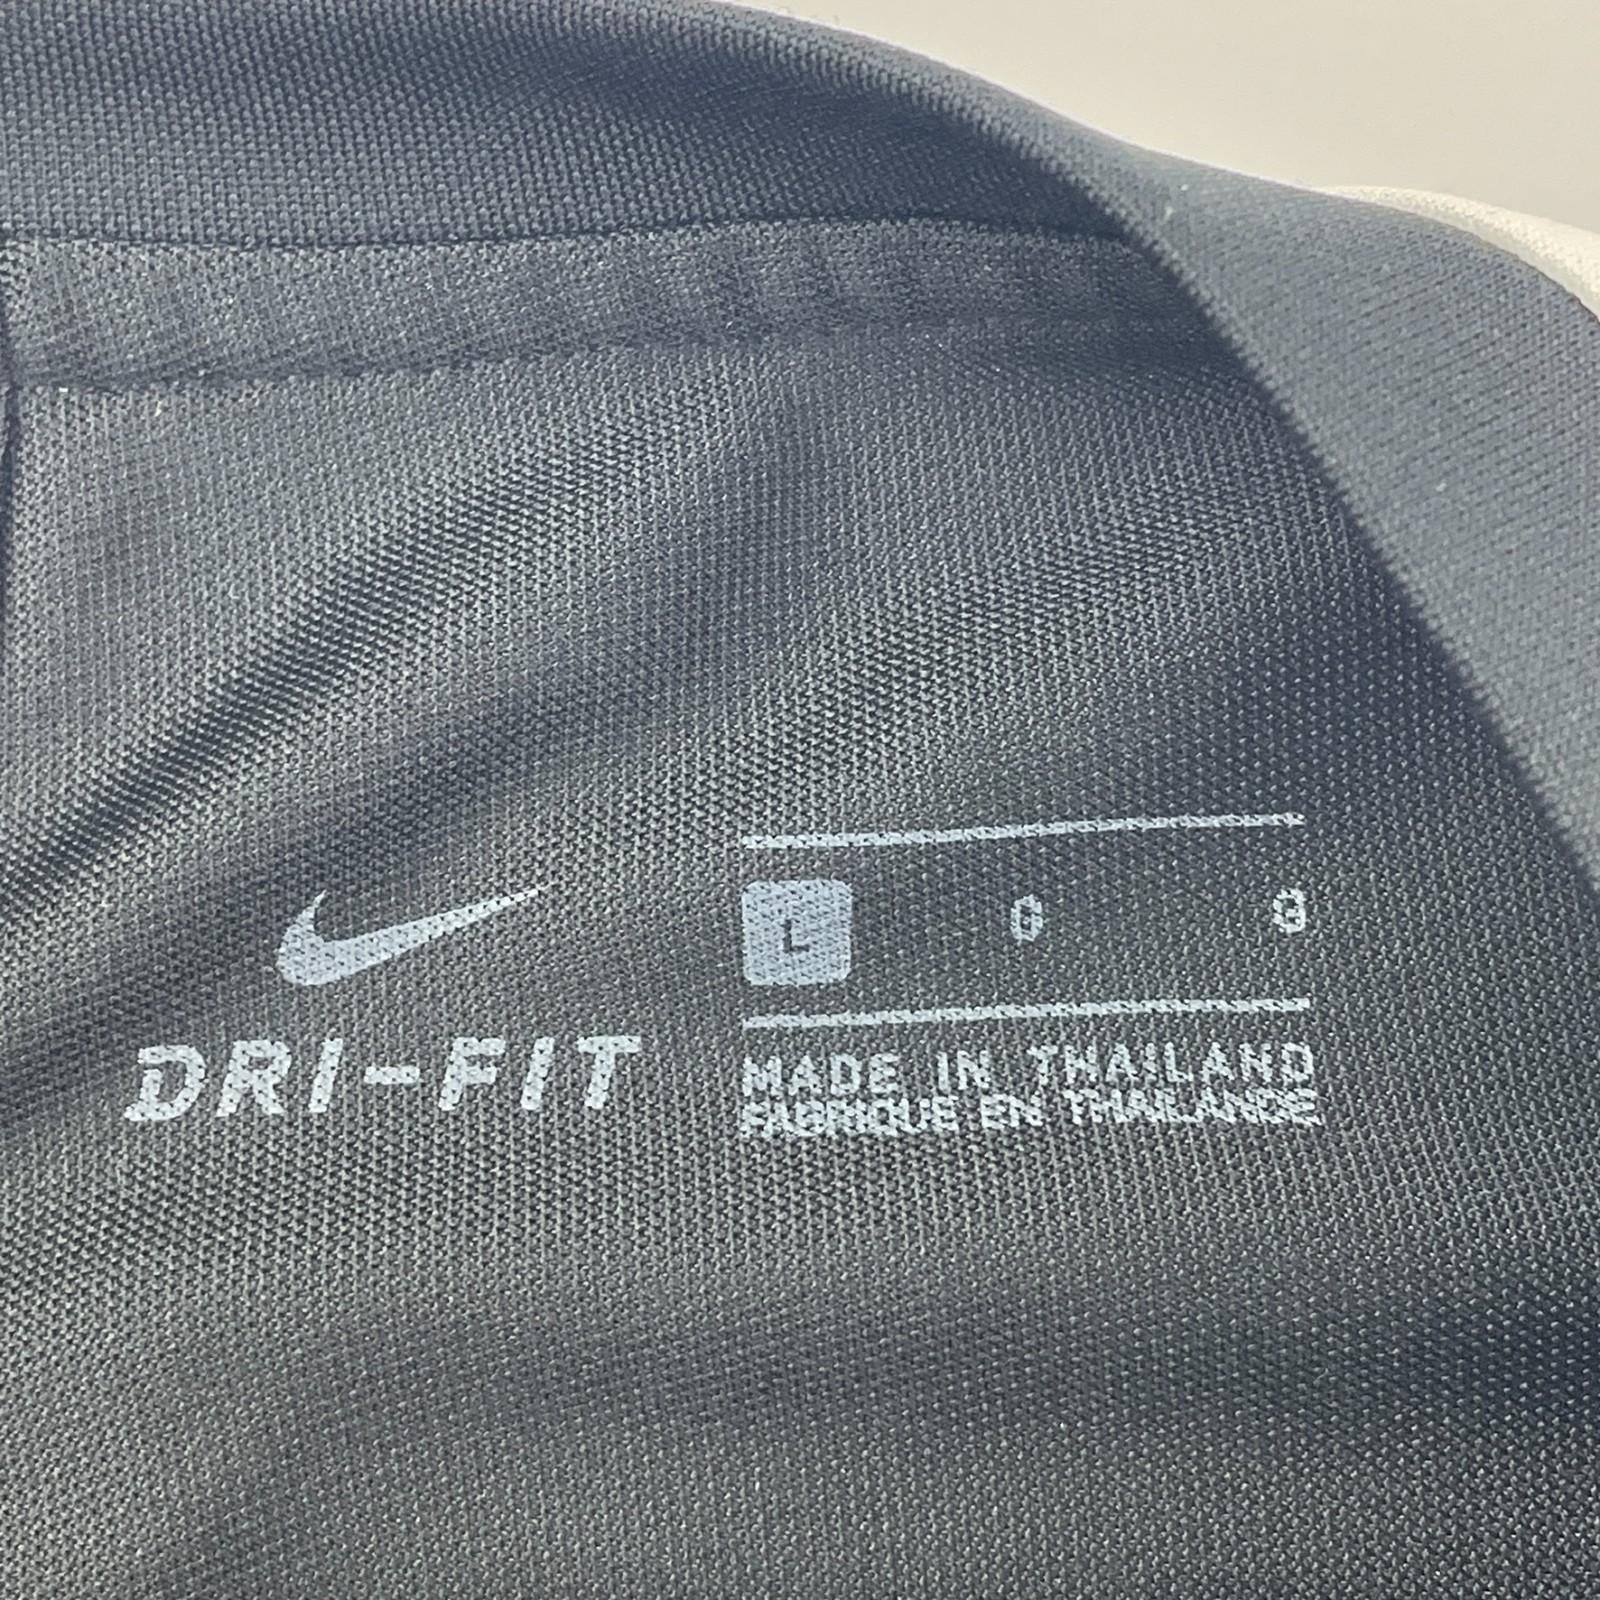 DRI-FIT
L G G
MADE IN THAILAND
FABRIQUE EN THAILANDE